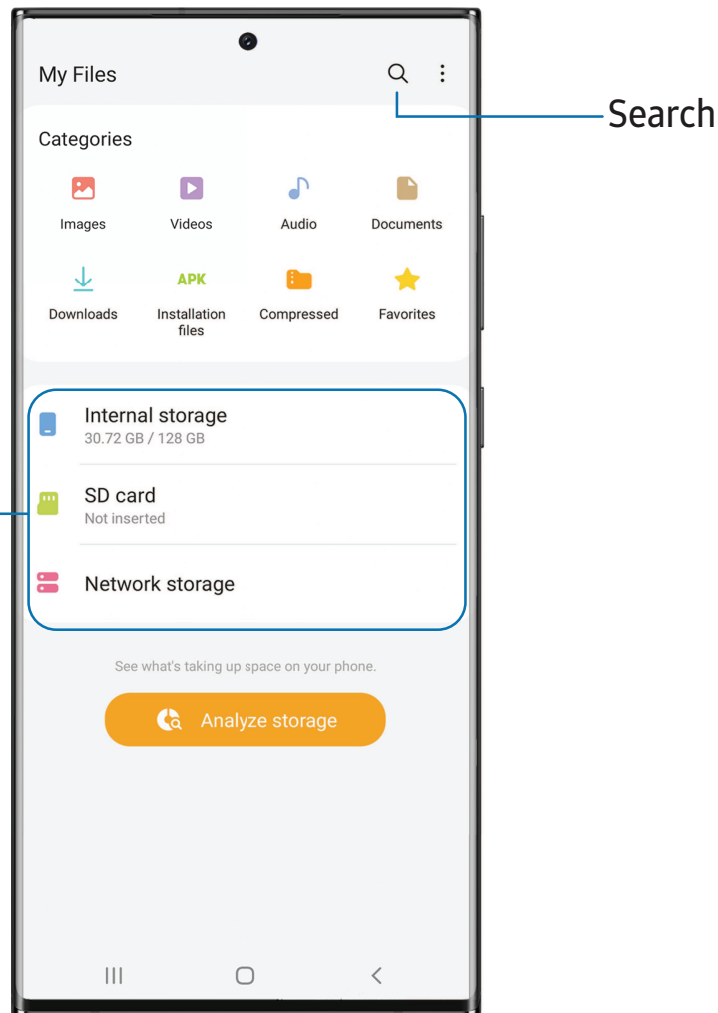 My Files
Search
Categories
Images Videos Audio Documents
APK
Downloads Installation files Compressed Favorites
Internal storage
30.72 GB / 128 GB
SD card
Not inserted
Network storage
See what's taking up space on your phone.
Analyze storage